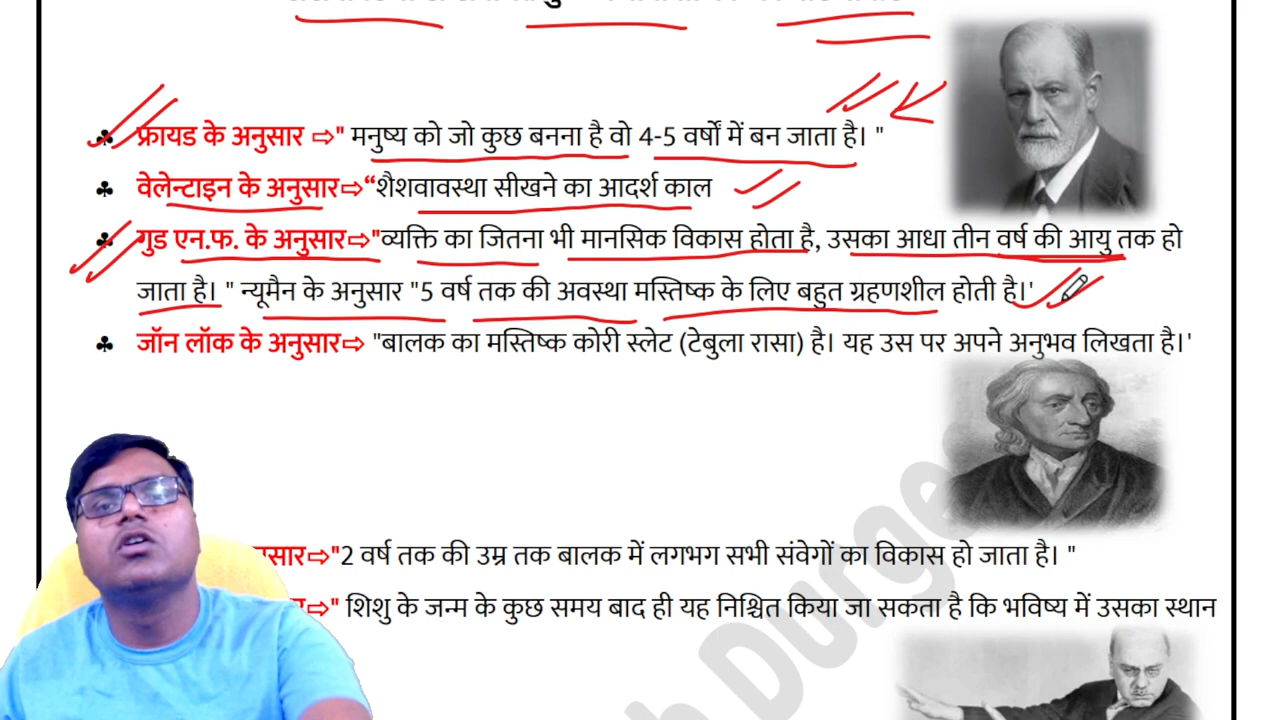 फ्रायड के अनुसार ⇨" मनुष्य को जो कुछ बनना है वो 4-5 वर्षों में बन जाता है। "
वेलेन्टाइन के अनुसार⇨“शैशवावस्था सीखने का आदर्श काल
गुड एन.फ. के अनुसार⇨"व्यक्ति का जितना भी मानसिक विकास होता है, उसका आधा तीन वर्ष की आयु तक हो
जाता है। " न्यूमैन के अनुसार "5 वर्ष तक की अवस्था मस्तिष्क के लिए बहुत ग्रहणशील होती है।'
जॉन लॉक के अनुसार⇨ "बालक का मस्तिष्क कोरी स्लेट (टेबुला रासा) है। यह उस पर अपने अनुभव लिखता है।'
⇨"2 वर्ष तक की उम्र तक बालक में लगभग सभी संवेगों का विकास हो जाता है। "
⇨" शिशु के जन्म के कुछ समय बाद ही यह निश्चित किया जा सकता है कि भविष्य में उसका स्थान